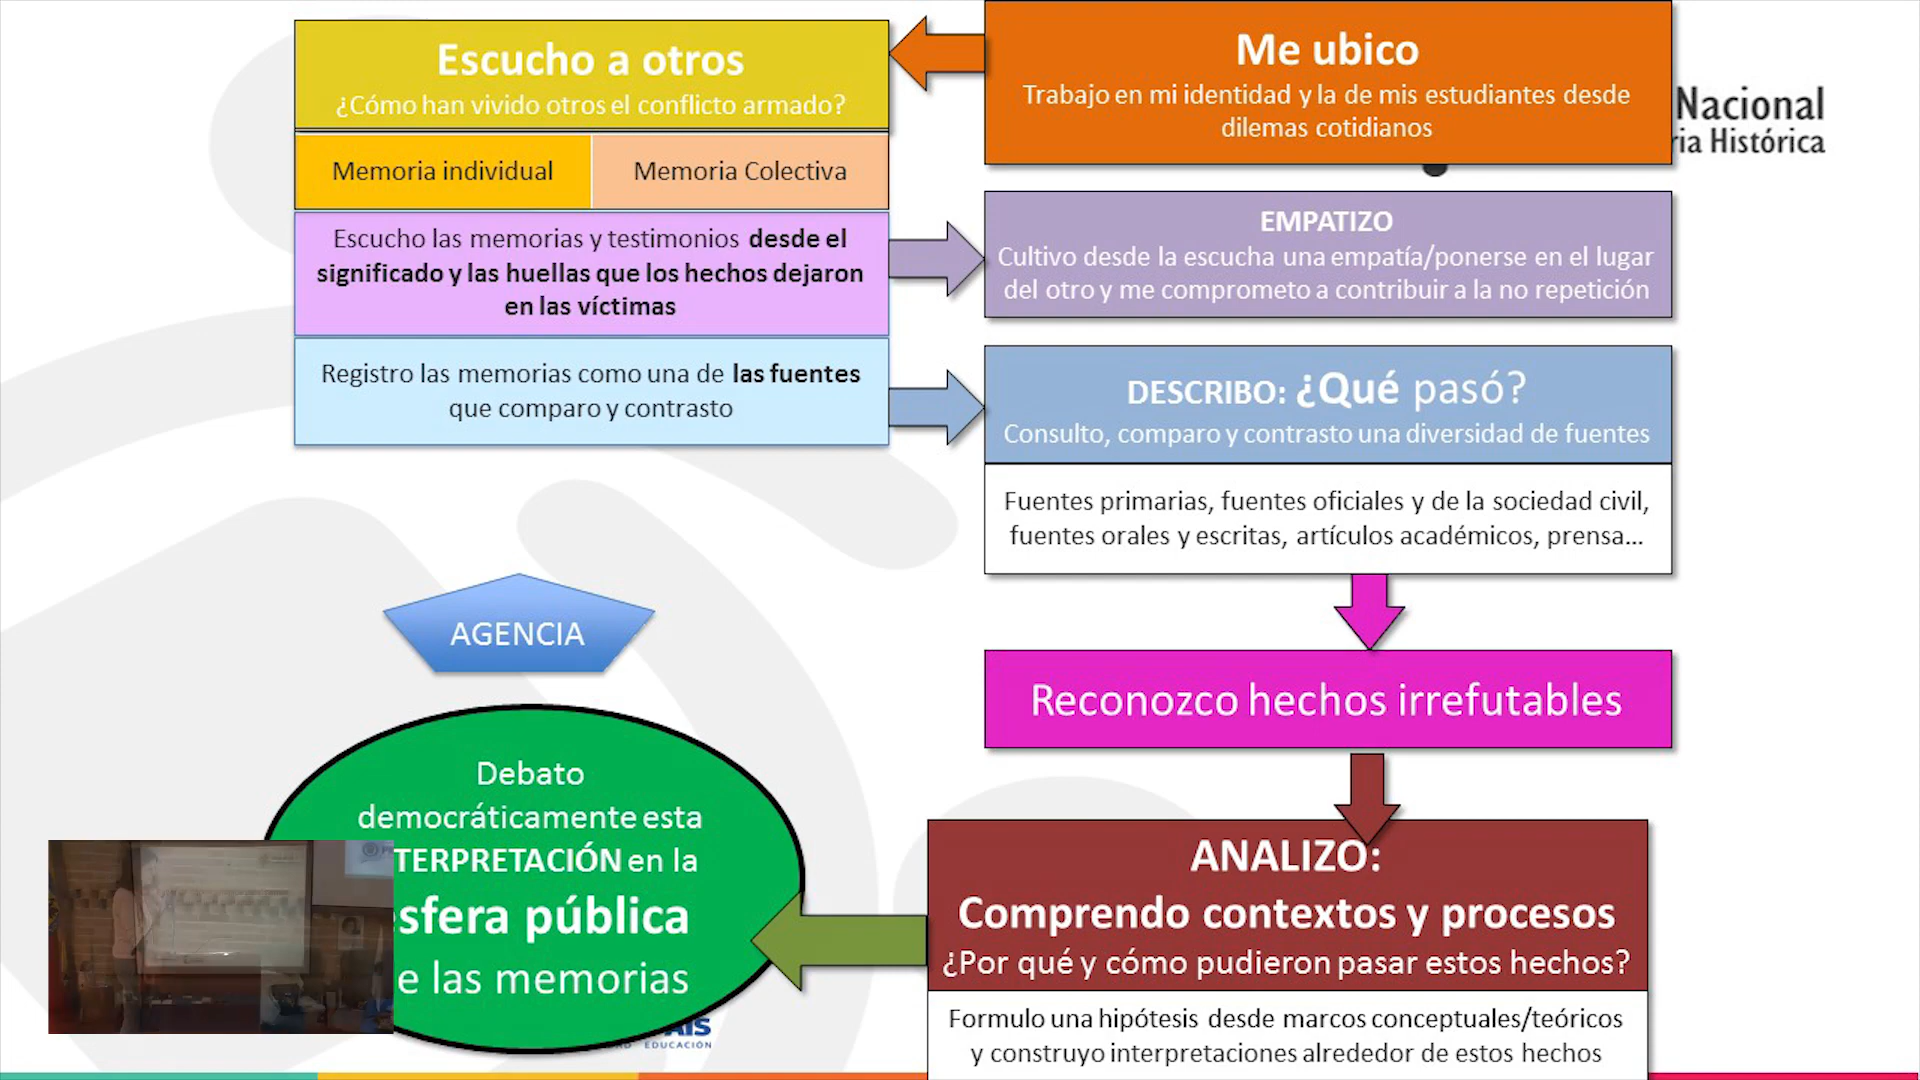 Me ubico
Trabajo en mi identidad y la de mis estudiantes desde
dilemas cotidianos
Nacional
ria Histórica
Escucho a otros
¿Cómo han vivido otros el conflicto armado?
Memoria individual
Memoria Colectiva
Escucho las memorias y testimonios desde el
significado y las huellas que los hechos dejaron
en las víctimas
EMPATIZO
Cultivo desde la escucha una empatía/ponerse en el lugar
del otro y me comprometo a contribuir a la no repetición
Registro las memorias como una de las fuentes
que comparo y contrasto
DESCRIBO: ¿Qué pasó?
Consulto, comparo y contrasto una diversidad de fuentes
Fuentes primarias, fuentes oficiales y de la sociedad civil,
fuentes orales y escritas, artículos académicos, prensa...
Reconozco hechos irrefutables
ANALIZO:
Comprendo contextos y procesos
¿Por qué y cómo pudieron pasar estos hechos?
Formulo una hipótesis desde marcos conceptuales/teóricos
y construyo interpretaciones alrededor de estos hechos
AGENCIA
Debato
democráticamente esta
TERPRETACIÓN en la
sfera pública
e las memorias
EDUCACIÓN